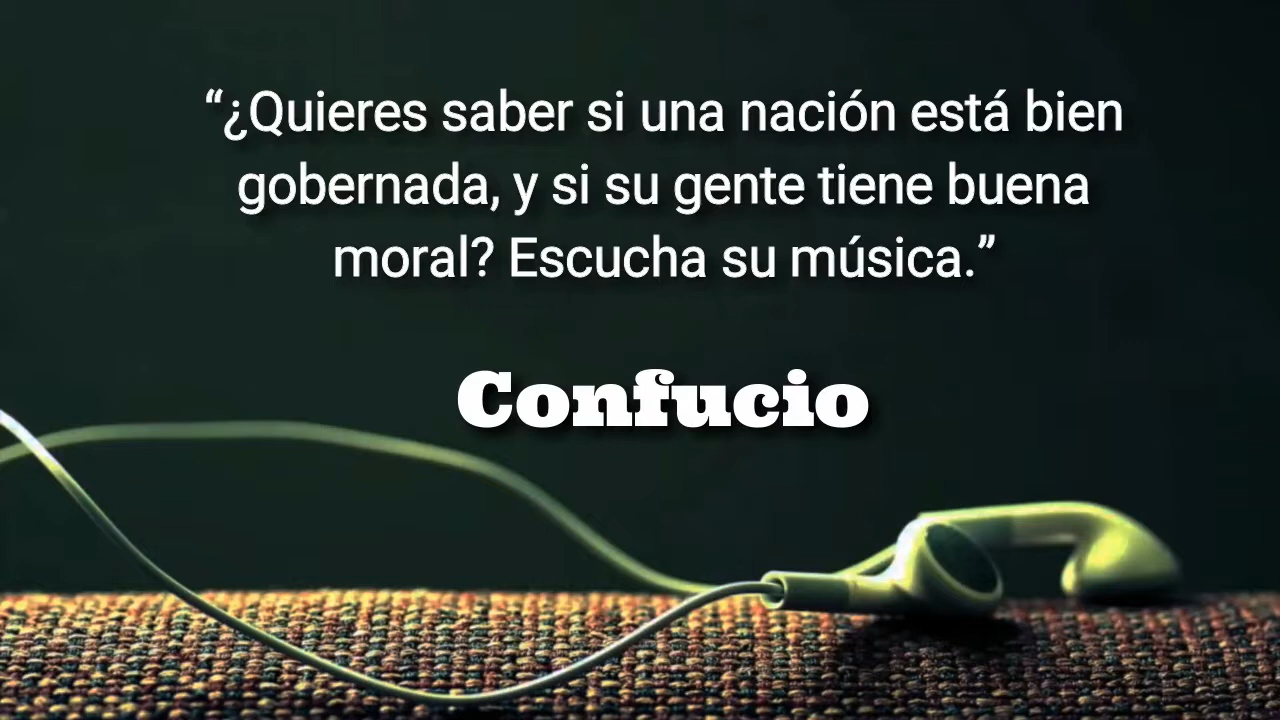 “¿Quieres saber si una nación está bien
gobernada, y si su gente tiene buena
moral? Escucha su música.”
Confucio